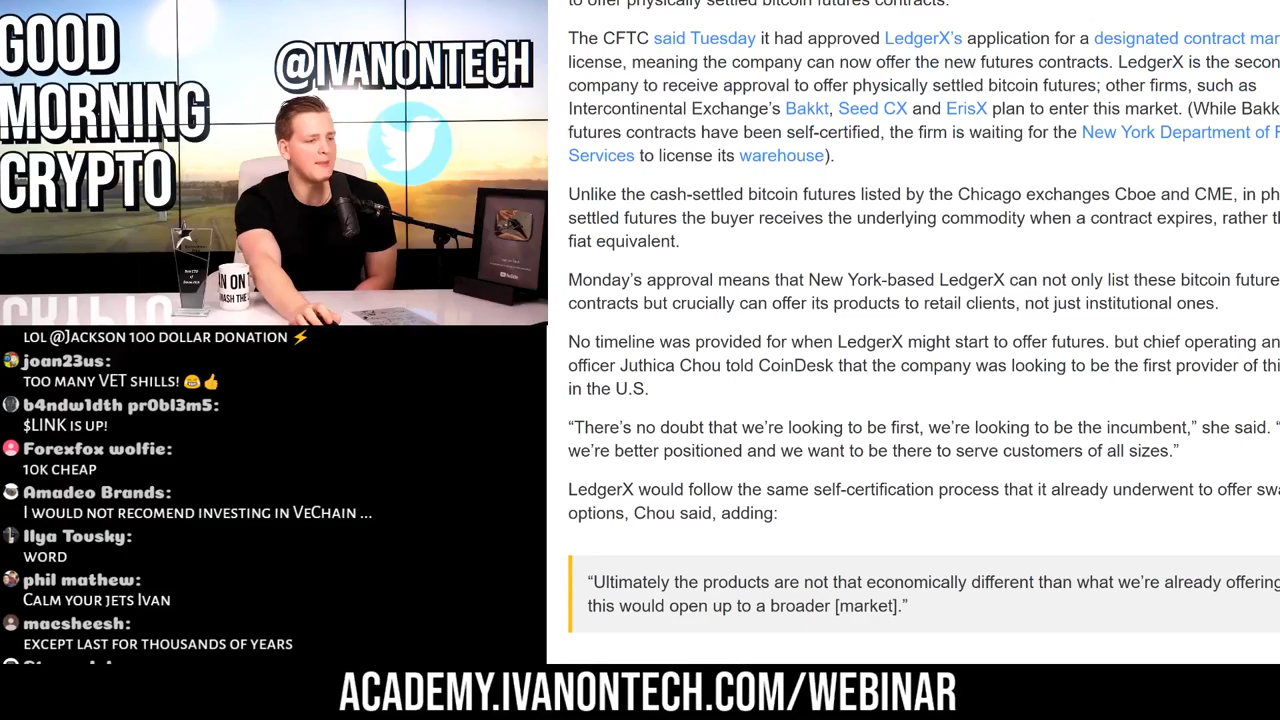 GOOD
MORNING
CRYPTO
@IVANONTECH
LOL @JACKSON 100 DOLLAR DONATION ⚡
joan23us:
TOO MANY VET SHILLS! 😂👍
b4ndw1dth pr0bl3m5:
$LINK IS UP!
Forexfox wolfie:
10K CHEAP
Amadeo Brands:
I WOULD NOT RECOMEND INVESTING IN VECHAIN ...
Ilya Tovsky:
WORD
phil mathew:
CALM YOUR JETS IVAN
macsheesh:
EXCEPT LAST FOR THOUSANDS OF YEARS
to offer physically settled bitcoin futures contracts.
The CFTC said Tuesday it had approved LedgerX’s application for a designated contract mar
license, meaning the company can now offer the new futures contracts. LedgerX is the secon
company to receive approval to offer physically settled bitcoin futures; other firms, such as
Intercontinental Exchange’s Bakkt, Seed CX and ErisX plan to enter this market. (While Bakk
futures contracts have been self-certified, the firm is waiting for the New York Department of F
Services to license its warehouse).
Unlike the cash-settled bitcoin futures listed by the Chicago exchanges Cboe and CME, in ph
settled futures the buyer receives the underlying commodity when a contract expires, rather t
fiat equivalent.
Monday’s approval means that New York-based LedgerX can not only list these bitcoin future
contracts but crucially can offer its products to retail clients, not just institutional ones.
No timeline was provided for when LedgerX might start to offer futures. but chief operating an
officer Juthica Chou told CoinDesk that the company was looking to be the first provider of thi
in the U.S.
“There’s no doubt that we’re looking to be first, we’re looking to be the incumbent,” she said. “
we’re better positioned and we want to be there to serve customers of all sizes.”
LedgerX would follow the same self-certification process that it already underwent to offer swa
options, Chou said, adding:
“Ultimately the products are not that economically different than what we’re already offering
this would open up to a broader [market].”
ACADEMY.IVANONTECH.COM/WEBINAR